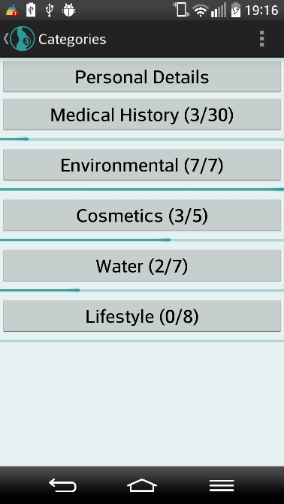 19:16
Categories
Personal Details
Medical History (3/30)
Environmental (7/7)
Cosmetics (3/5)
Water (2/7)
Lifestyle (0/8)